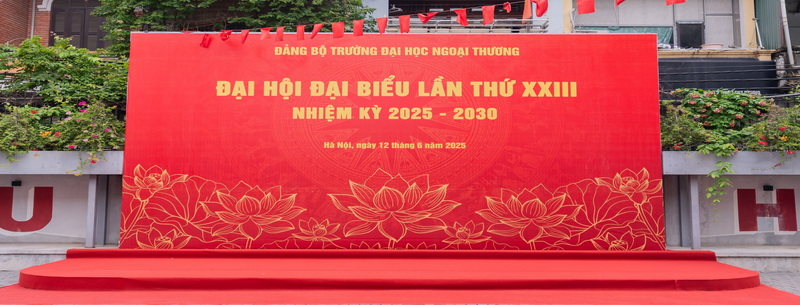 ĐẢNG BỘ TRƯỜNG ĐẠI HỌC NGOẠI THƯƠNG
ĐẠI HỘI ĐẠI BIỂU LẦN THỨ XXIII
NHIỆM KỲ 2025 - 2030
Hà Nội, ngày 12 tháng 6 năm 2025
U H